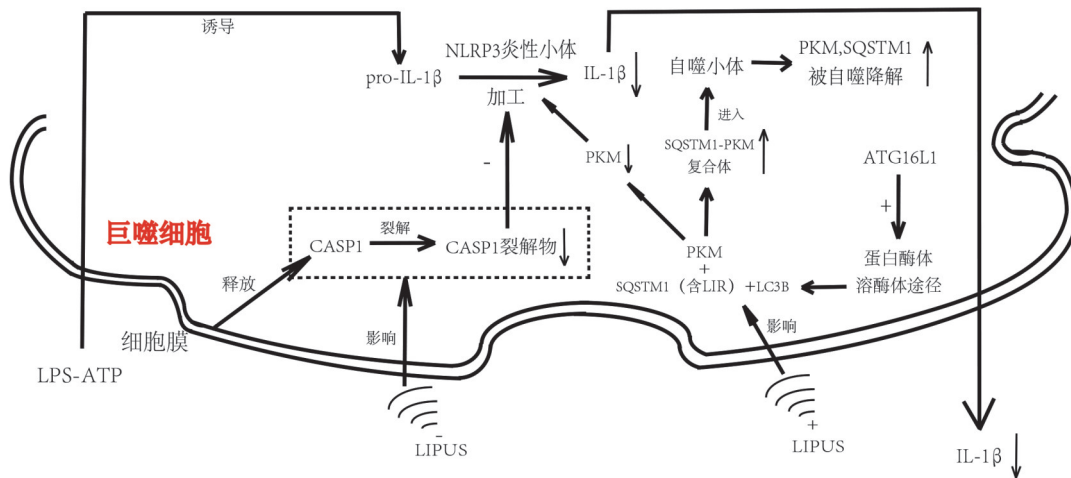 诱导
pro-IL-1β
NLRP3炎性小体
加工
IL-1β
自噬小体
PKM,SQSTM1
被自噬降解
进入
-
PKM
SQSTM1-PKM
复合体
ATG16L1
+
巨噬细胞
CASP1
裂解
CASP1裂解物
PKM
+
SQSTM1（含LIR）+LC3B
蛋白酶体
溶酶体途径
释放
细胞膜
影响
影响
LPS-ATP
-
LIPUS
+
LIPUS
IL-1β